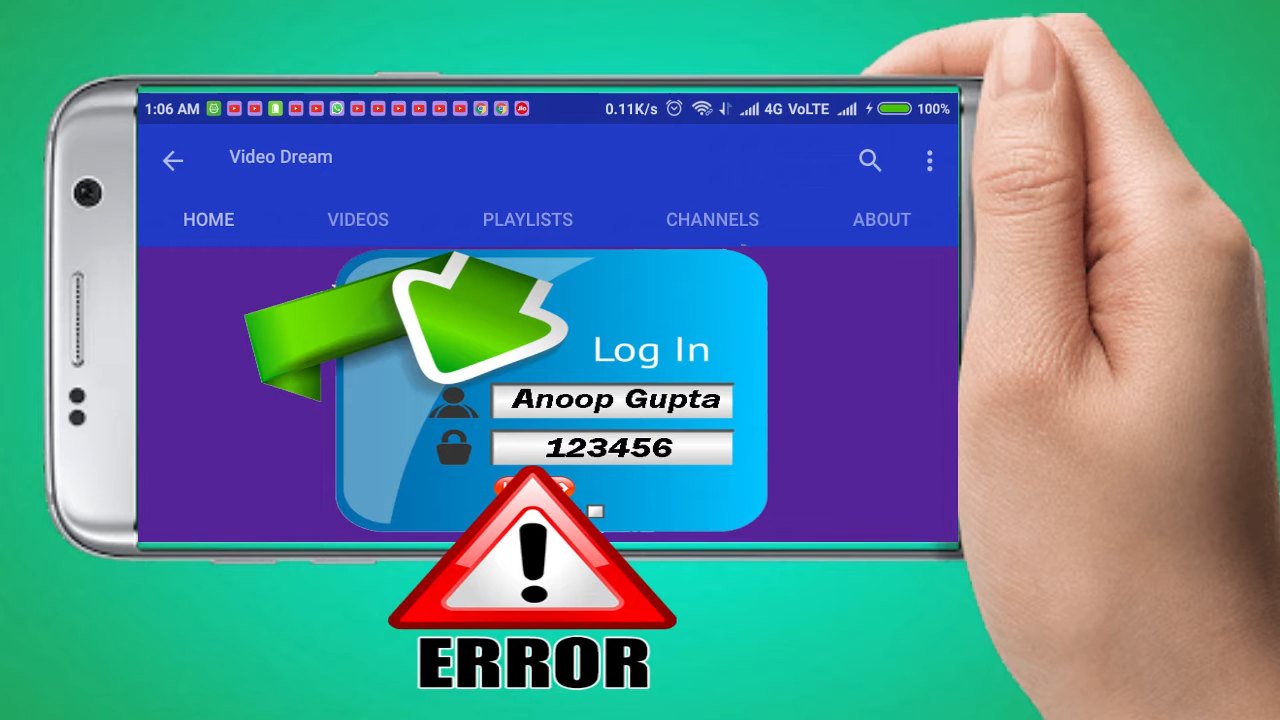 1:06 AM 0.11K/s 4G VoLTE 100%
Jio
Video Dream
HOME VIDEOS PLAYLISTS CHANNELS ABOUT
Log In
Anoop Gupta
123456
!
ERROR